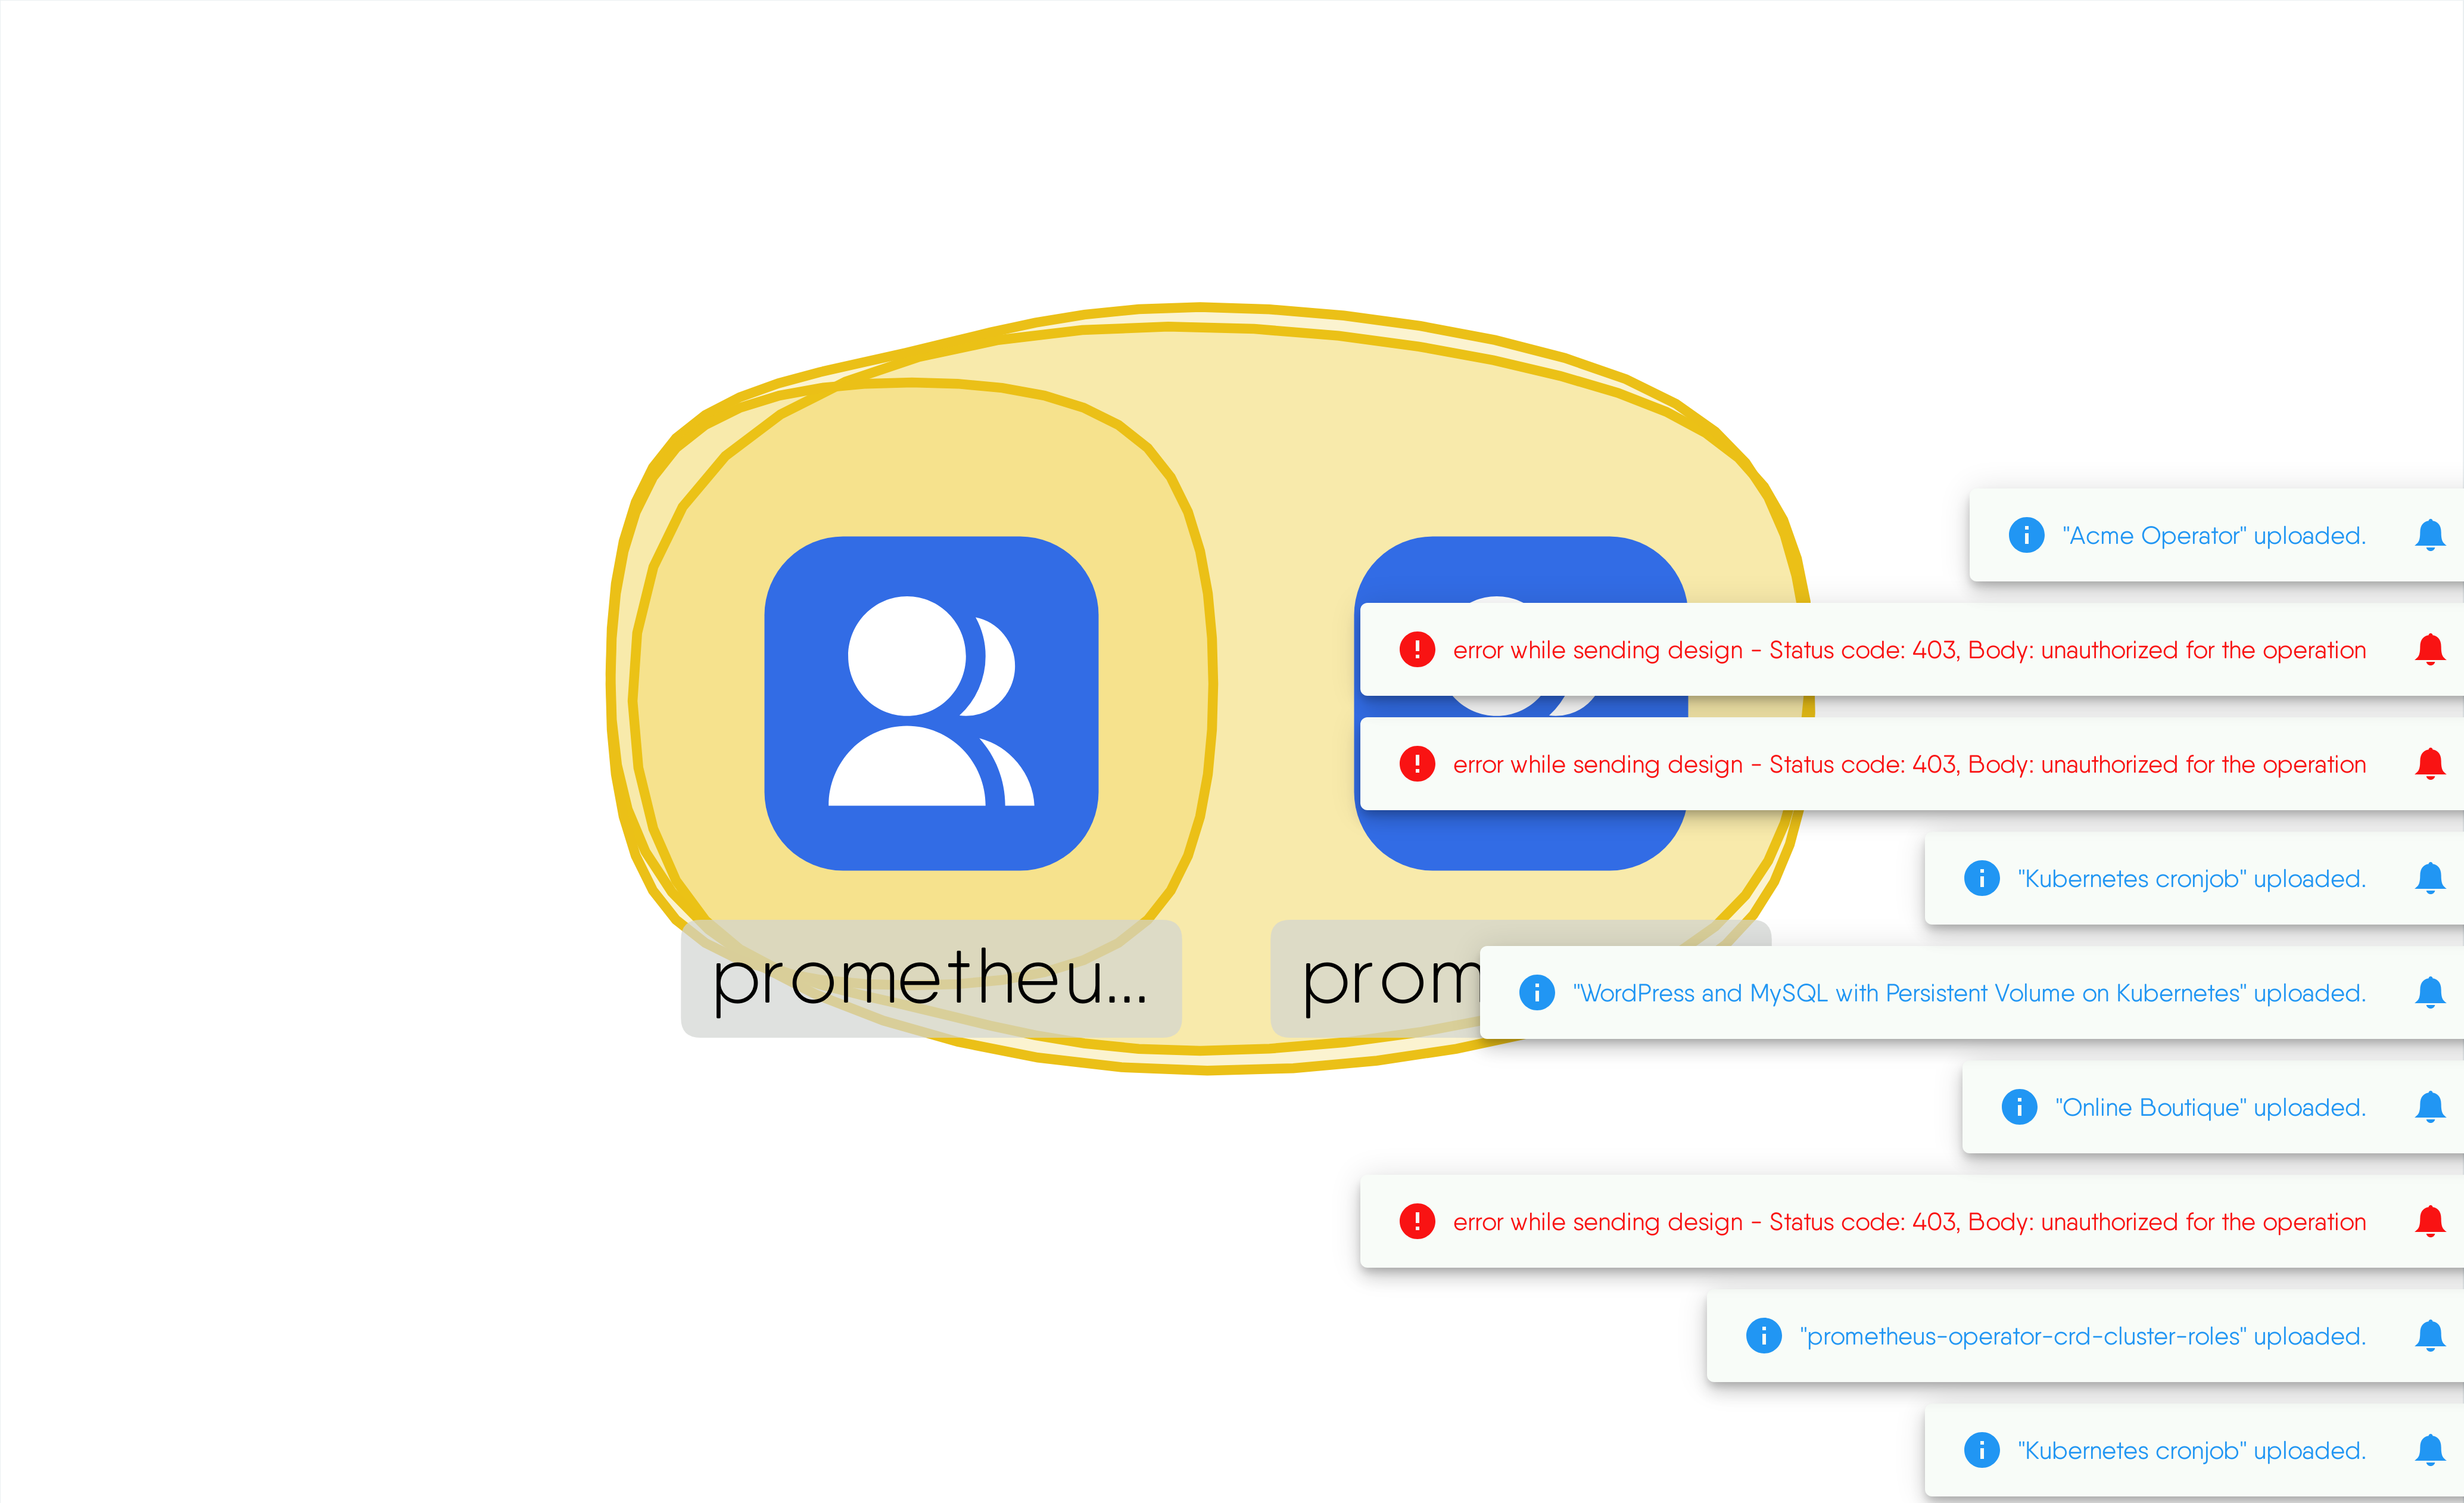 "Acme Operator" uploaded.
error while sending design - Status code: 403, Body: unauthorized for the operation
error while sending design - Status code: 403, Body: unauthorized for the operation
"Kubernetes cronjob" uploaded.
prometheu...
prom
"WordPress and MySQL with Persistent Volume on Kubernetes" uploaded.
"Online Boutique" uploaded.
error while sending design - Status code: 403, Body: unauthorized for the operation
"prometheus-operator-crd-cluster-roles" uploaded.
"Kubernetes cronjob" uploaded.